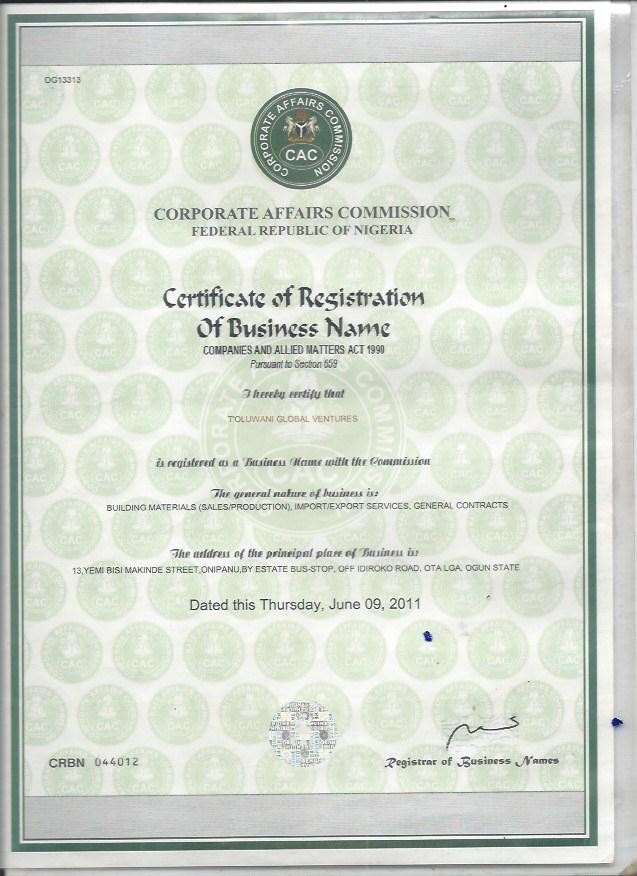 OG13313
CORPORATE AFFAIRS COMMISSION
CAC
CORPORATE AFFAIRS COMMISSION
FEDERAL REPUBLIC OF NIGERIA
Certificate of Registration
Of Business Name
COMPANIES AND ALLIED MATTERS ACT 1990
Pursuant to Section 659
I hereby certify that
T'OLUWANI GLOBAL VENTURES
is registered as a Business Name with the Commission
The general nature of business is:
BUILDING MATERIALS (SALES/PRODUCTION), IMPORT/EXPORT SERVICES, GENERAL CONTRACTS
The address of the principal place of Business is:
13,YEMI BISI MAKINDE STREET,ONIPANU,BY ESTATE BUS-STOP, OFF IDIROKO ROAD, OTA LGA, OGUN STATE
Dated this Thursday, June 09, 2011
CRBN 044012
Registrar of Business Names